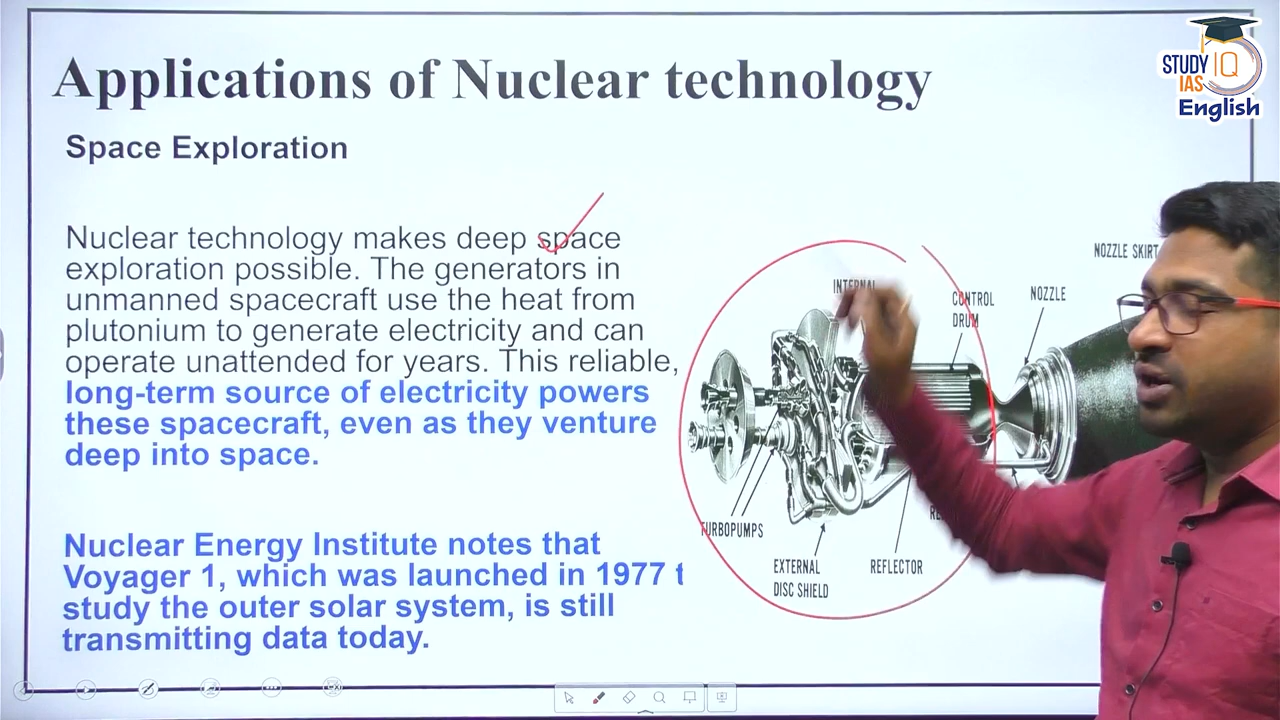 Applications of Nuclear technology
STUDY IQ
IAS
English
Space Exploration
Nuclear technology makes deep space
exploration possible. The generators in
unmanned spacecraft use the heat from
plutonium to generate electricity and can
operate unattended for years. This reliable,
long-term source of electricity powers
these spacecraft, even as they venture
deep into space.
Nuclear Energy Institute notes that
Voyager 1, which was launched in 1977 t
study the outer solar system, is still
transmitting data today.
NOZZLE SKIRT
INTERNAL
CONTROL
DRUM
NOZZLE
TURBOPUMPS
EXTERNAL
DISC SHIELD
REFLECTOR